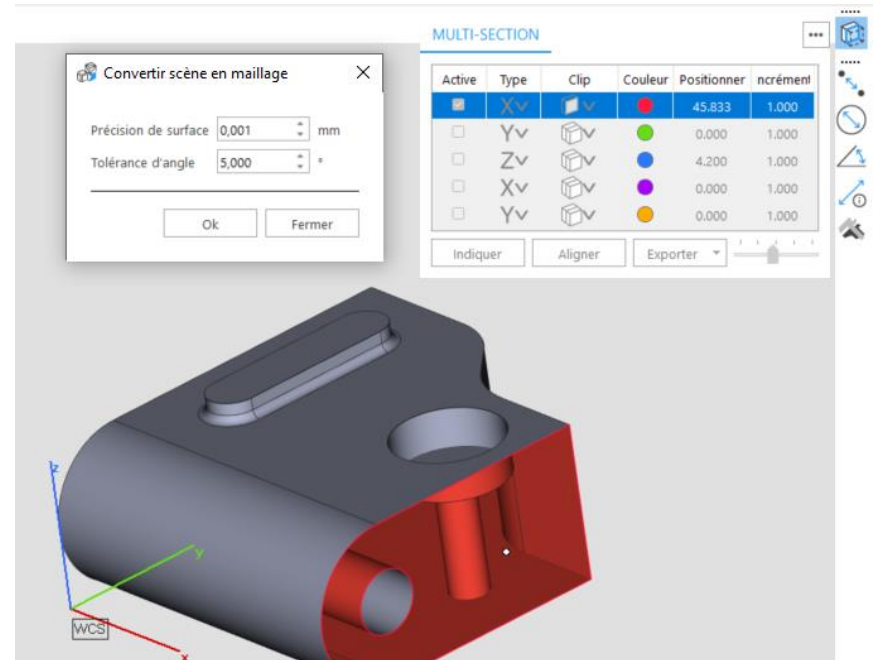 MULTI-SECTION
Convertir scène en maillage
Active Type Clip Couleur Positionner ncrément
X 45.833 1.000
Précision de surface 0,001 mm
Y 0.000 1.000
Tolérance d'angle 5,000 °
Z 4.200 1.000
X 0.000 1.000
Y 0.000 1.000
Ok Fermer
Indiquer Aligner Exporter
z
y
WCS
x